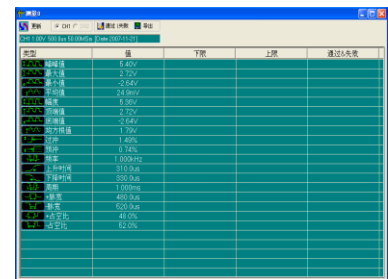 测量0
更新 CH1 CH2 通过\失败 导出
CH1 1.00V 500.0us 50.00MSa [Date:2007-11-21]
类型 值 下限 上限 通过&失败
峰峰值 5.40V
最大值 2.72V
最小值 -2.64V
平均值 24.9mV
幅度 5.36V
顶端值 2.72V
底端值 -2.64V
均方根值 1.79V
过冲 1.49%
预冲 0.74%
频率 1.000kHz
上升时间 310.0us
下降时间 330.0us
周期 1.000ms
+脉宽 480.0us
-脉宽 520.0us
+占空比 48.0%
-占空比 52.0%